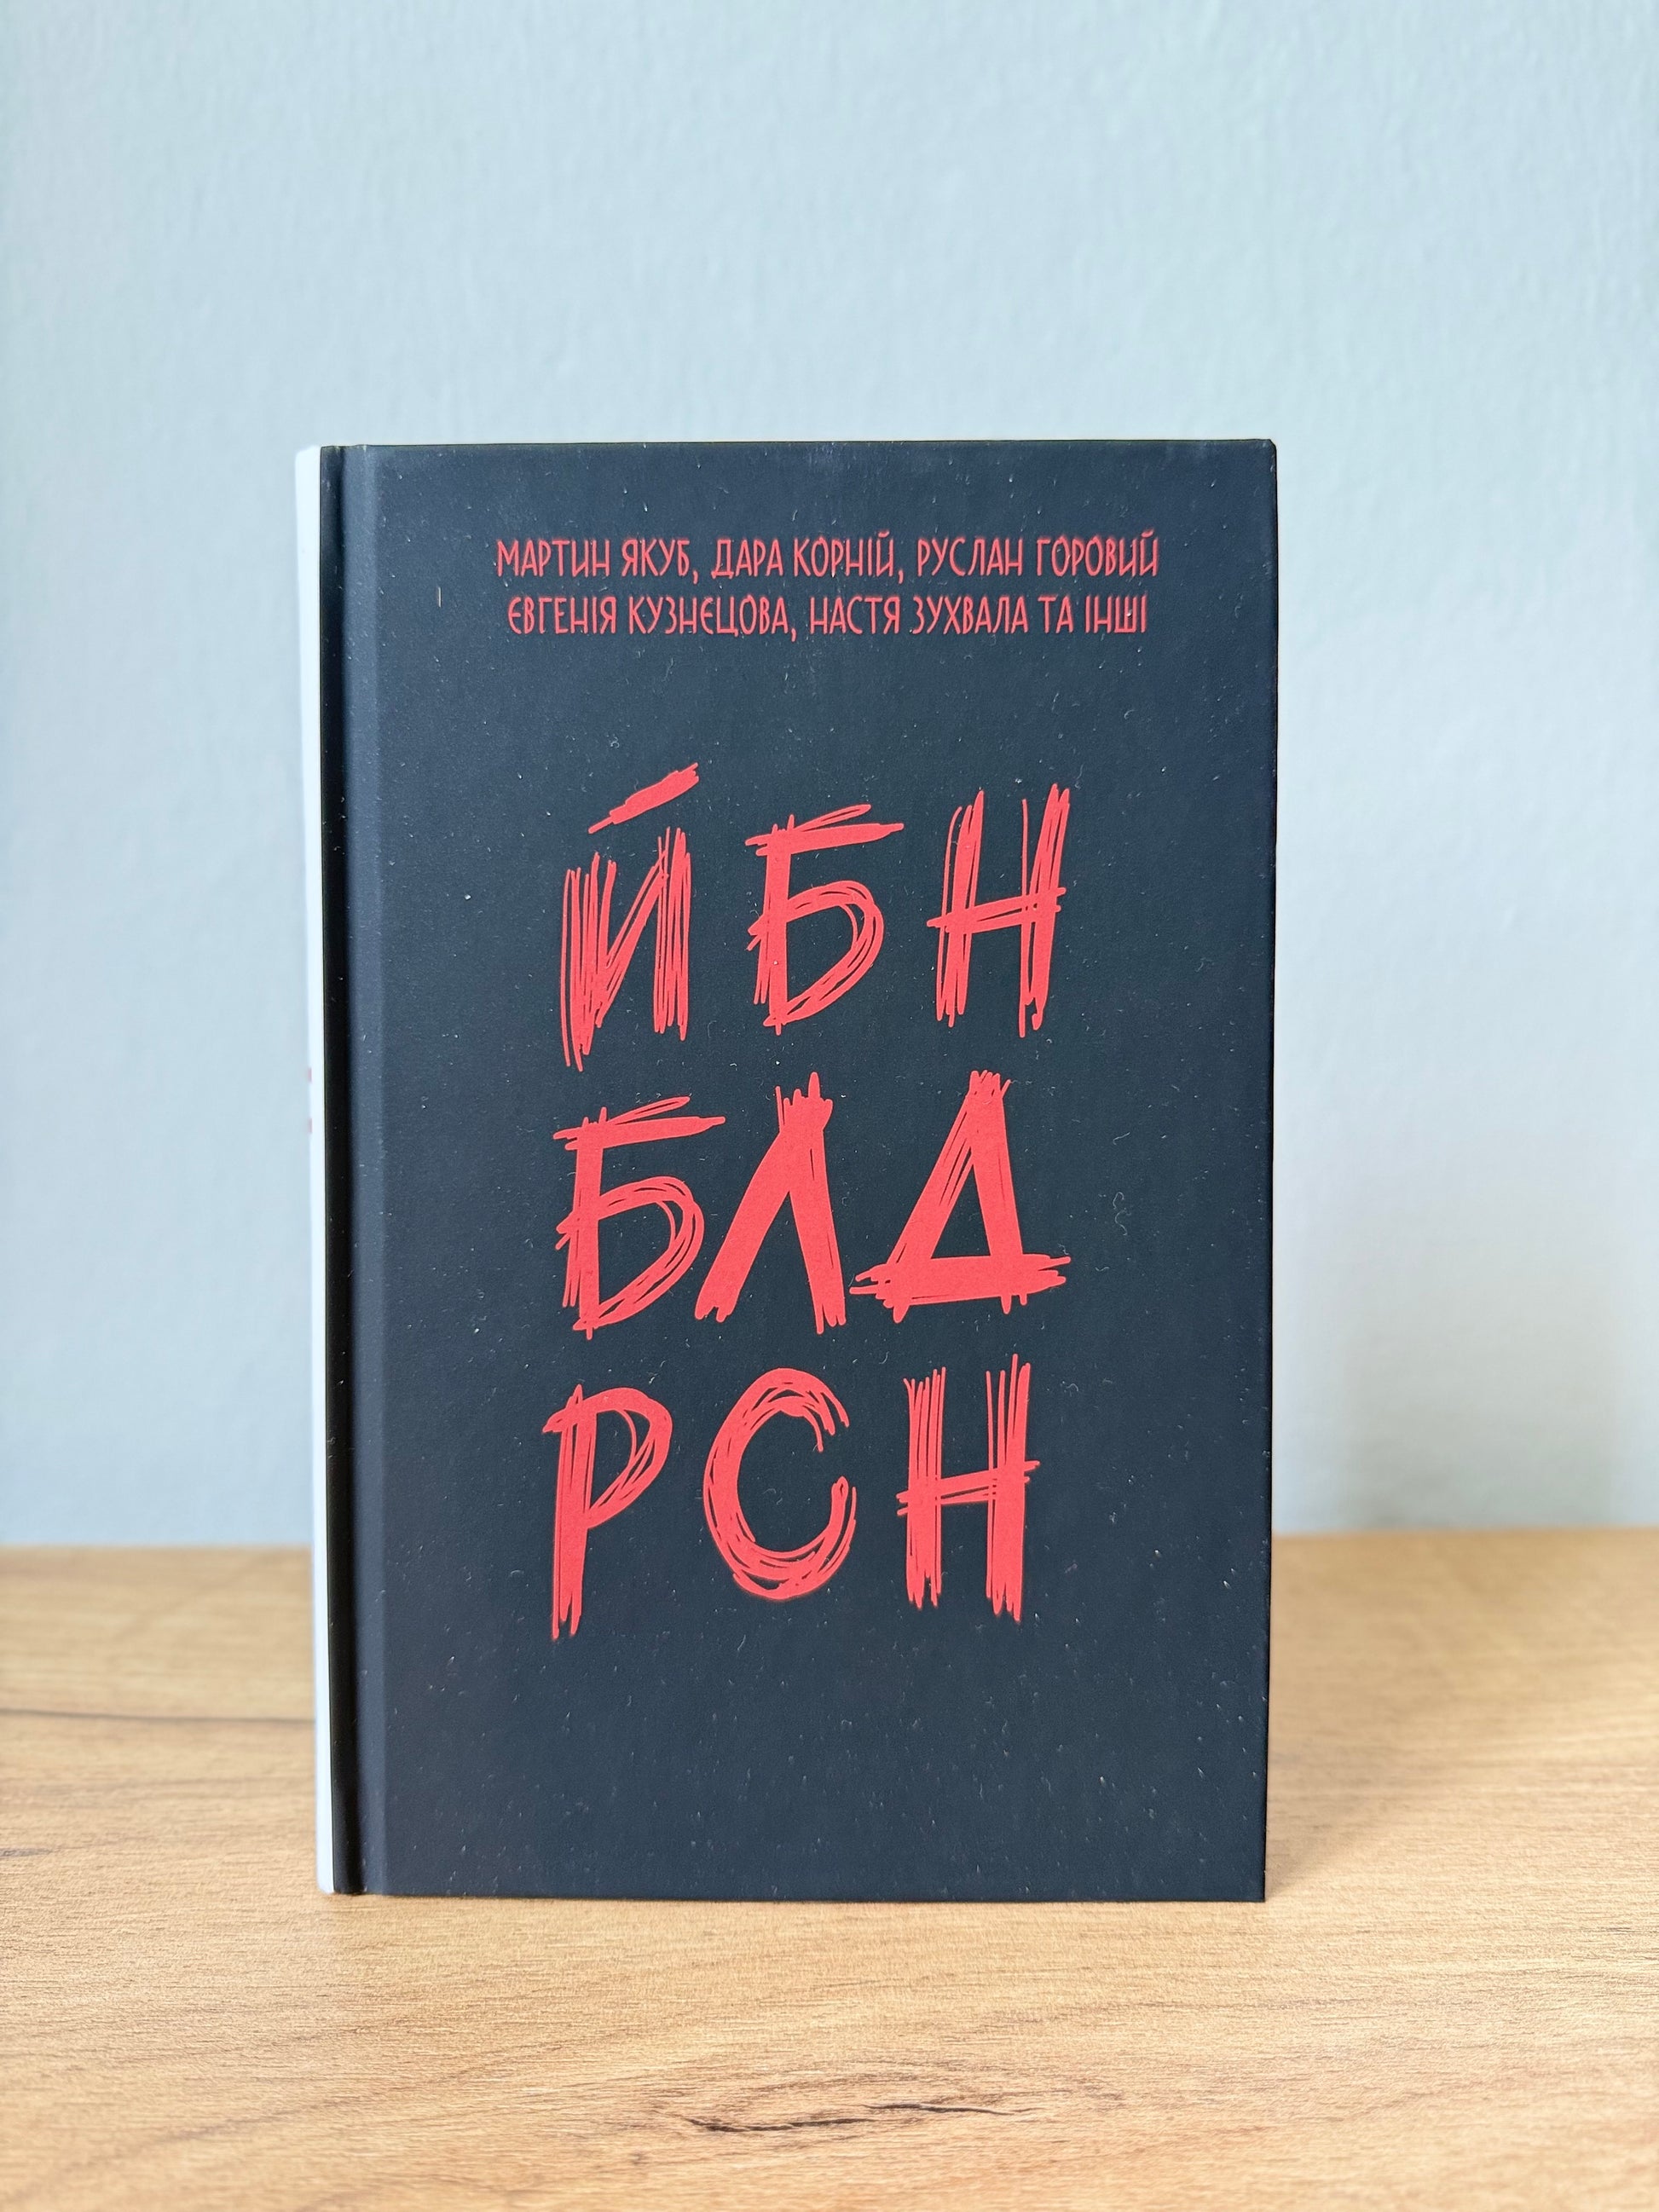 МАРТИН ЯКУБ, ДАРА КОРНІЙ, РУСЛАН ГОРОВИЙ
ЄВГЕНІЯ КУЗНЄЦОВА, НАСТЯ ЗУХВАЛА ТА ІНШІ
ЙБН
БЛД
РСН